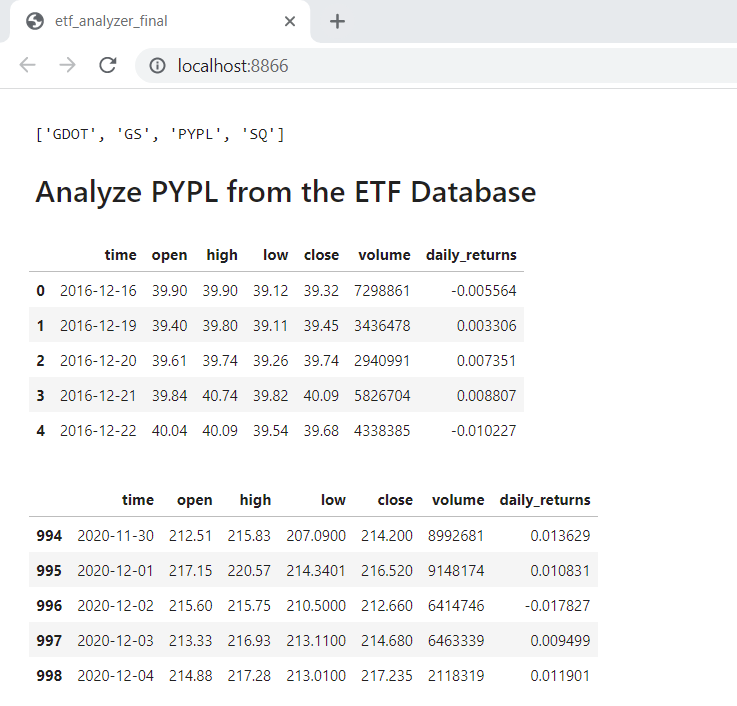 etf_analyzer_final
localhost:8866
['GDOT', 'GS', 'PYPL', 'SQ']
Analyze PYPL from the ETF Database
time open high low close volume daily_returns
0 2016-12-16 39.90 39.90 39.12 39.32 7298861 -0.005564
1 2016-12-19 39.40 39.80 39.11 39.45 3436478 0.003306
2 2016-12-20 39.61 39.74 39.26 39.74 2940991 0.007351
3 2016-12-21 39.84 40.74 39.82 40.09 5826704 0.008807
4 2016-12-22 40.04 40.09 39.54 39.68 4338385 -0.010227
time open high low close volume daily_returns
994 2020-11-30 212.51 215.83 207.0900 214.200 8992681 0.013629
995 2020-12-01 217.15 220.57 214.3401 216.520 9148174 0.010831
996 2020-12-02 215.60 215.75 210.5000 212.660 6414746 -0.017827
997 2020-12-03 213.33 216.93 213.1100 214.680 6463339 0.009499
998 2020-12-04 214.88 217.28 213.0100 217.235 2118319 0.011901